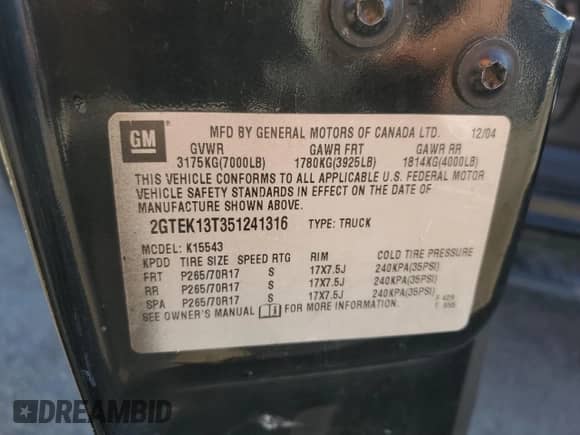 GM
MFD BY GENERAL MOTORS OF CANADA LTD. 12/04
GVWR GAWR FRT GAWR RR
3175KG(7000LB) 1780KG(3925LB) 1814KG(4000LB)
THIS VEHICLE CONFORMS TO ALL APPLICABLE U.S. FEDERAL MOTOR
VEHICLE SAFETY STANDARDS IN EFFECT ON THE DATE OF
MANUFACTURE SHOWN ABOVE.
2GTEK13T351241316 TYPE: TRUCK
MODEL: K15543
KPDD TIRE SIZE SPEED RTG RIM COLD TIRE PRESSURE
FRT P265/70R17 S 17X7.5J 240KPA(35PSI)
RR P265/70R17 S 17X7.5J 240KPA(35PSI)
SPA P265/70R17 S 17X7.5J 240KPA(35PSI)
SEE OWNER'S MANUAL FOR MORE INFORMATION.
DREAMBID